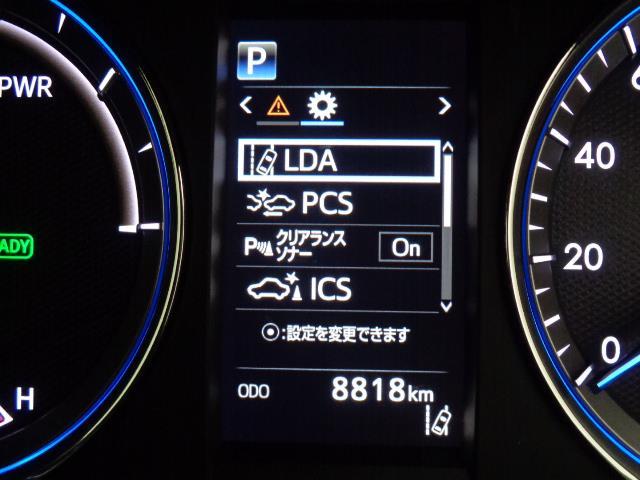 P
PWR
LDA
PCS
クリアランス
ソナー
On
P
ICS
:設定を変更できます
ODO 8818km
H
40
20
0